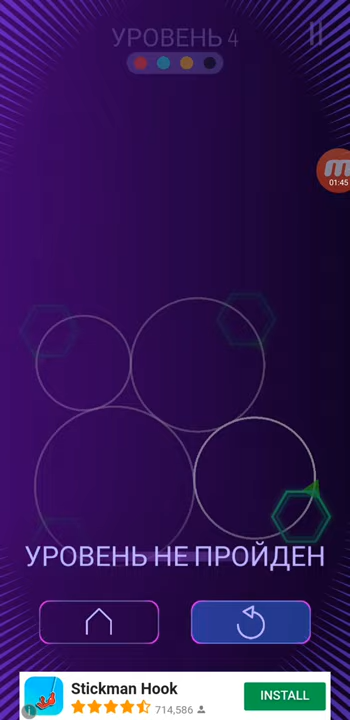 УРОВЕНЬ 4
01:45
УРОВЕНЬ НЕ ПРОЙДЕН
Stickman Hook
714,586
INSTALL